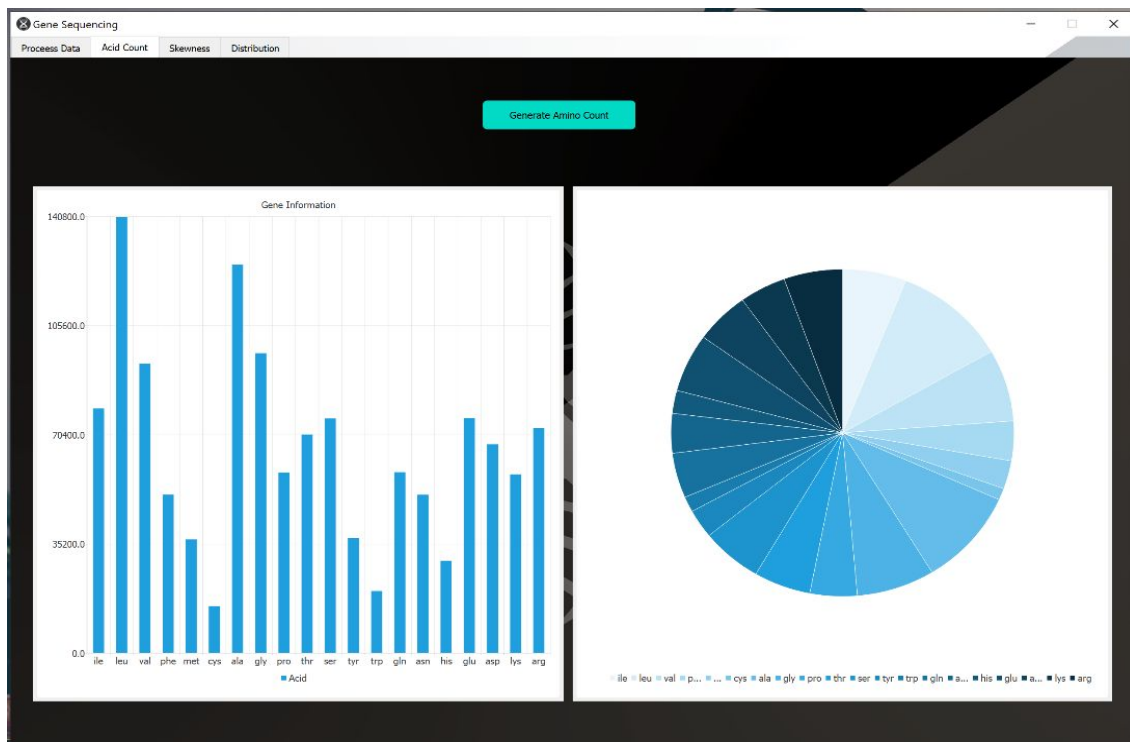 Gene Sequencing
Proceess Data Acid Count Skewness Distribution
Generate Amino Count
Gene Information
140800.0
105600.0
70400.0
35200.0
0.0
ile leu val phe met cys ala gly pro thr ser tyr trp gln asn his glu asp lys arg
Acid
ile leu val p... ... cys ala gly pro thr ser tyr trp gln a... his glu a... lys arg